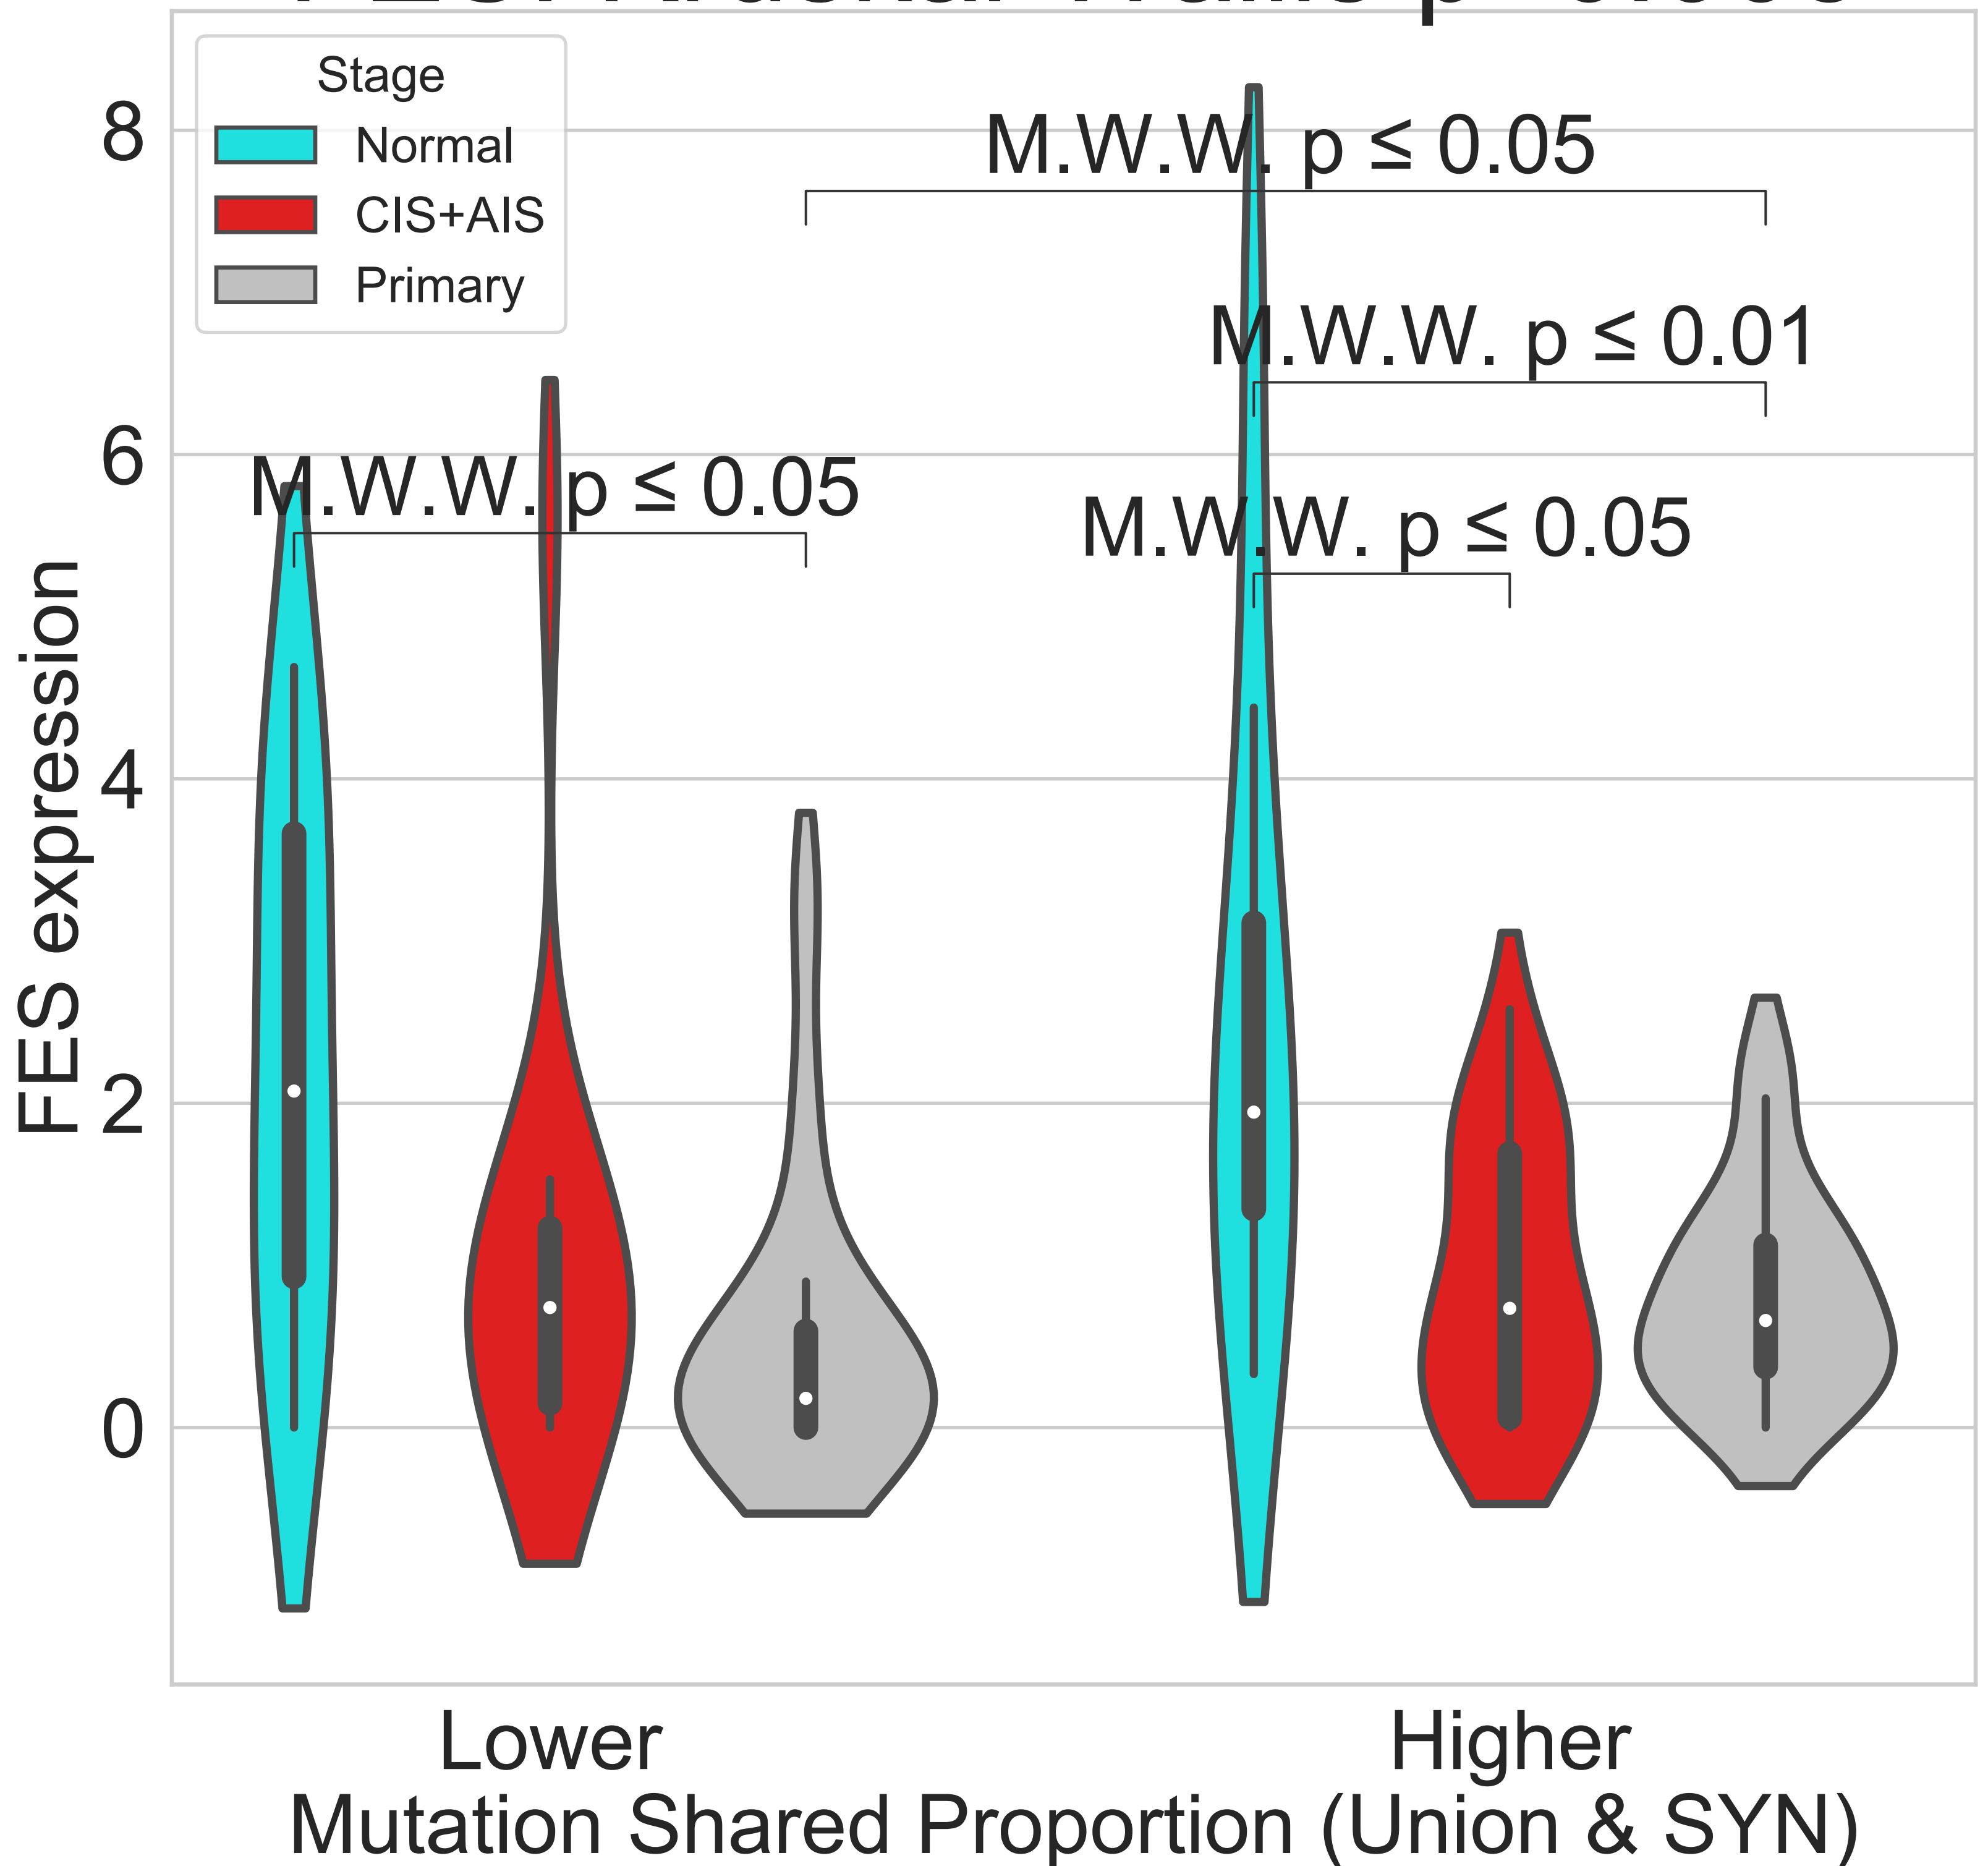 Stage
Normal
CIS+AIS
Primary
M.W.W. p ≤ 0.05
M.W.W. p ≤ 0.01
M.W.W. p ≤ 0.05
M.W.W. p ≤ 0.05
8
6
4
2
0
FES expression
Lower
Higher
Mutation Shared Proportion (Union & SYN)